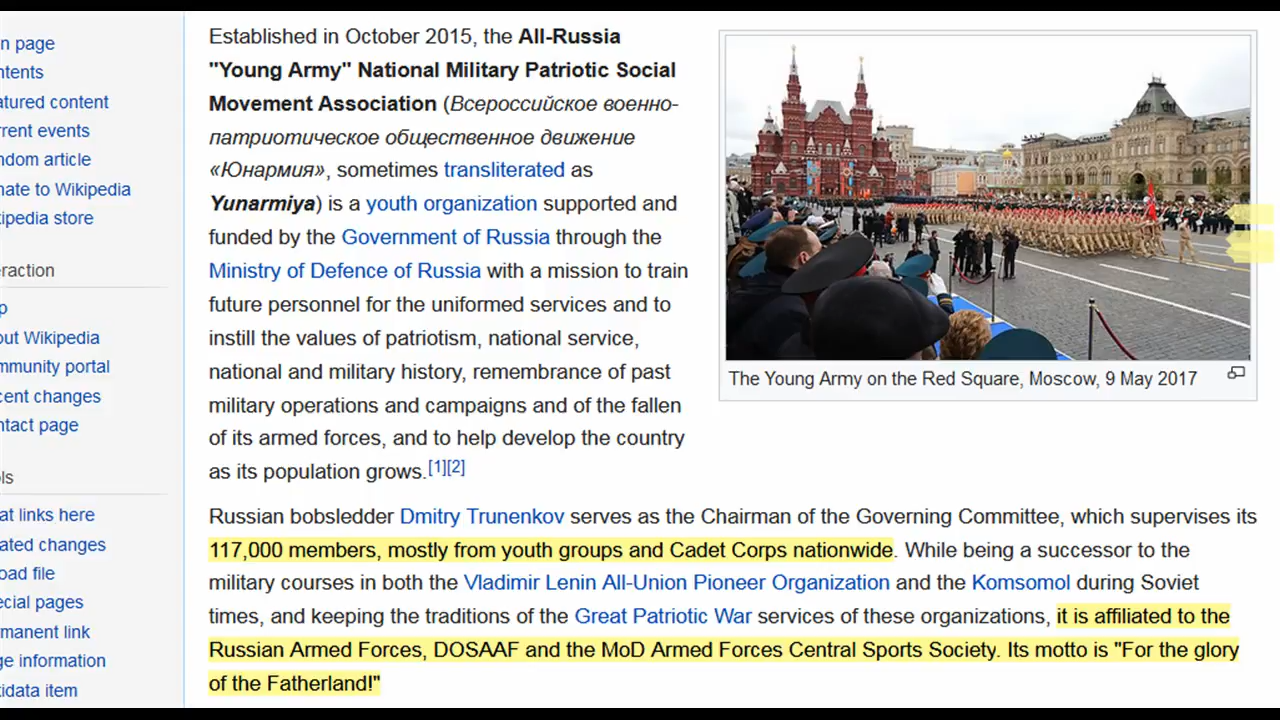 n page
ntents
atured content
rrent events
ndom article
nate to Wikipedia
kipedia store
eraction
p
out Wikipedia
mmunity portal
cent changes
ntact page
ls
at links here
ated changes
oad file
ecial pages
manent link
ge information
idata item
Established in October 2015, the All-Russia
"Young Army" National Military Patriotic Social
Movement Association (Всероссийское военно-
патриотическое общественное движение
«Юнармия», sometimes transliterated as
Yunarmiya) is a youth organization supported and
funded by the Government of Russia through the
Ministry of Defence of Russia with a mission to train
future personnel for the uniformed services and to
instill the values of patriotism, national service,
national and military history, remembrance of past
military operations and campaigns and of the fallen
of its armed forces, and to help develop the country
as its population grows.[1][2]
The Young Army on the Red Square, Moscow, 9 May 2017
Russian bobsledder Dmitry Trunenkov serves as the Chairman of the Governing Committee, which supervises its
117,000 members, mostly from youth groups and Cadet Corps nationwide. While being a successor to the
military courses in both the Vladimir Lenin All-Union Pioneer Organization and the Komsomol during Soviet
times, and keeping the traditions of the Great Patriotic War services of these organizations, it is affiliated to the
Russian Armed Forces, DOSAAF and the MoD Armed Forces Central Sports Society. Its motto is "For the glory
of the Fatherland!"